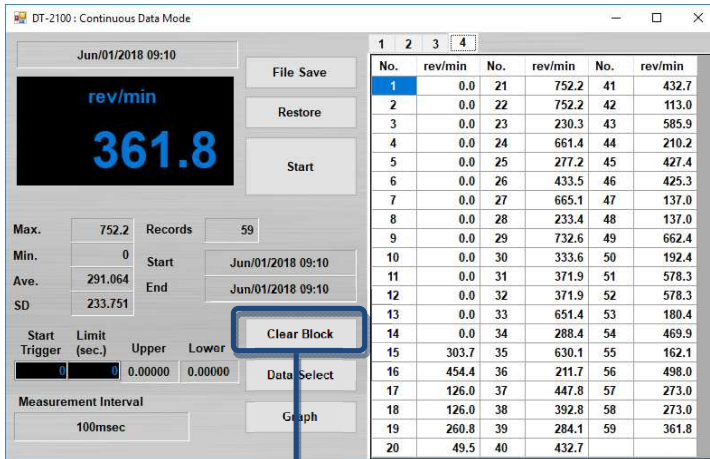 DT-2100 : Continuous Data Mode
Jun/01/2018 09:10
rev/min
361.8
File Save
Restore
Start
Max. 752.2 Records 59
Min. 0 Start Jun/01/2018 09:10
Ave. 291.064 End Jun/01/2018 09:10
SD 233.751
Start Trigger Limit (sec.) Upper Lower
0 0 0.00000 0.00000
Clear Block
Data Select
Graph
Measurement Interval
100msec
1 2 3 4
No. rev/min No. rev/min No. rev/min
1 0.0 21 752.2 41 432.7
2 0.0 22 752.2 42 113.0
3 0.0 23 230.3 43 585.9
4 0.0 24 661.4 44 210.2
5 0.0 25 277.2 45 427.4
6 0.0 26 433.5 46 425.3
7 0.0 27 665.1 47 137.0
8 0.0 28 233.4 48 137.0
9 0.0 29 732.6 49 662.4
10 0.0 30 333.6 50 192.4
11 0.0 31 371.9 51 578.3
12 0.0 32 371.9 52 578.3
13 0.0 33 651.4 53 180.4
14 0.0 34 288.4 54 469.9
15 303.7 35 630.1 55 162.1
16 454.4 36 211.7 56 498.0
17 126.0 37 447.8 57 273.0
18 126.0 38 392.8 58 273.0
19 260.8 39 284.1 59 361.8
20 49.5 40 432.7